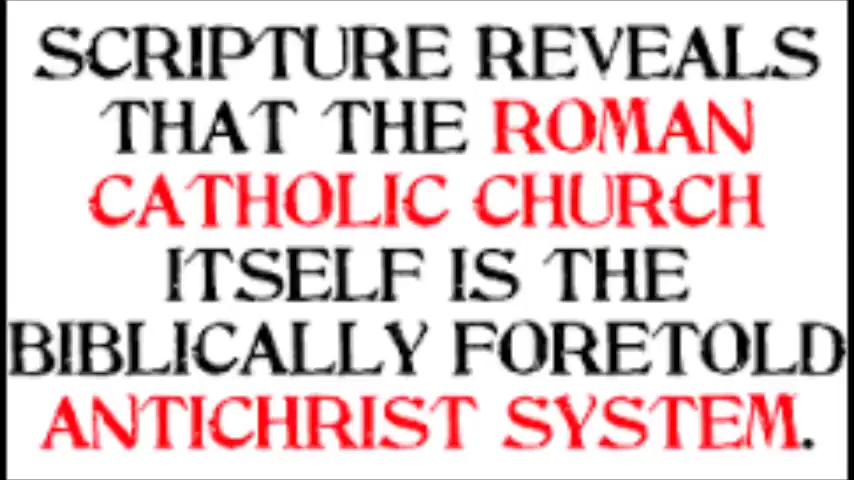 SCRIPTURE REVEALS
THAT THE ROMAN
CATHOLIC CHURCH
ITSELF IS THE
BIBLICALLY FORETOLD
ANTICHRIST SYSTEM.